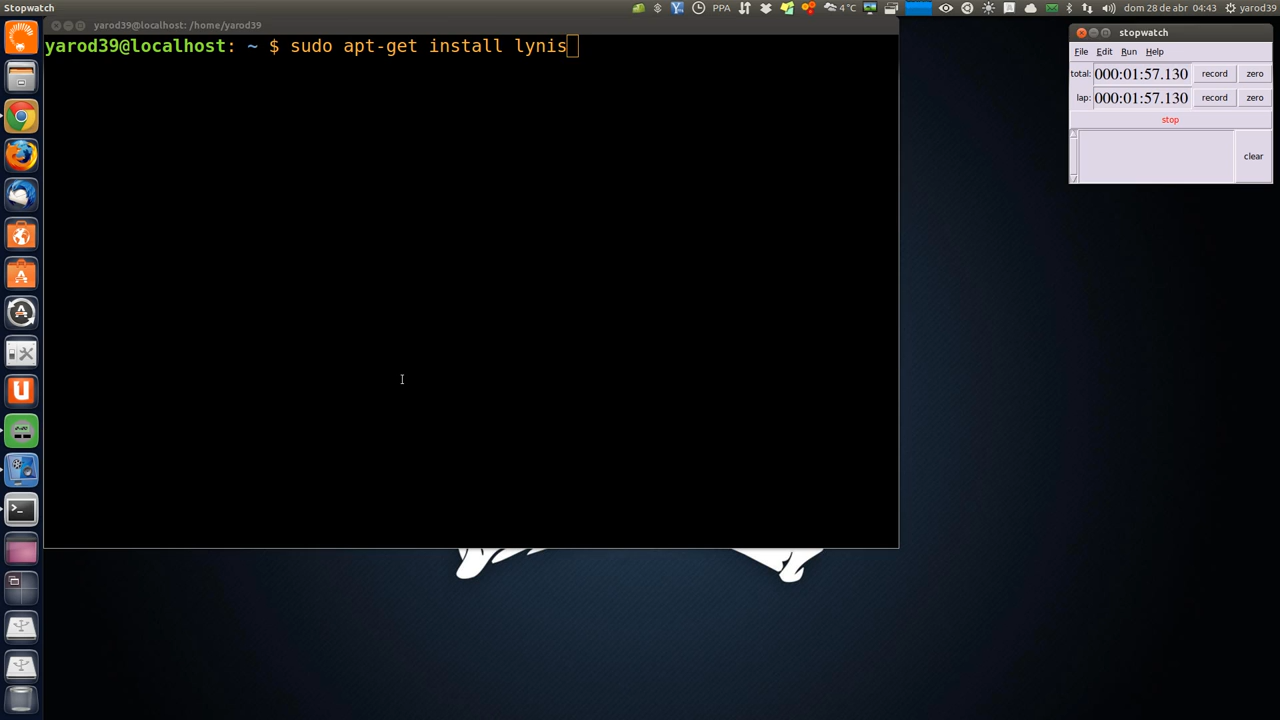 Stopwatch
PPA
4°C
dom 28 de abr 04:43
yarod39
yarod39@localhost: /home/yarod39
yarod39@localhost: ~ $ sudo apt-get install lynis
stopwatch
File Edit Run Help
total: 000:01:57.130 record zero
lap: 000:01:57.130 record zero
stop
clear